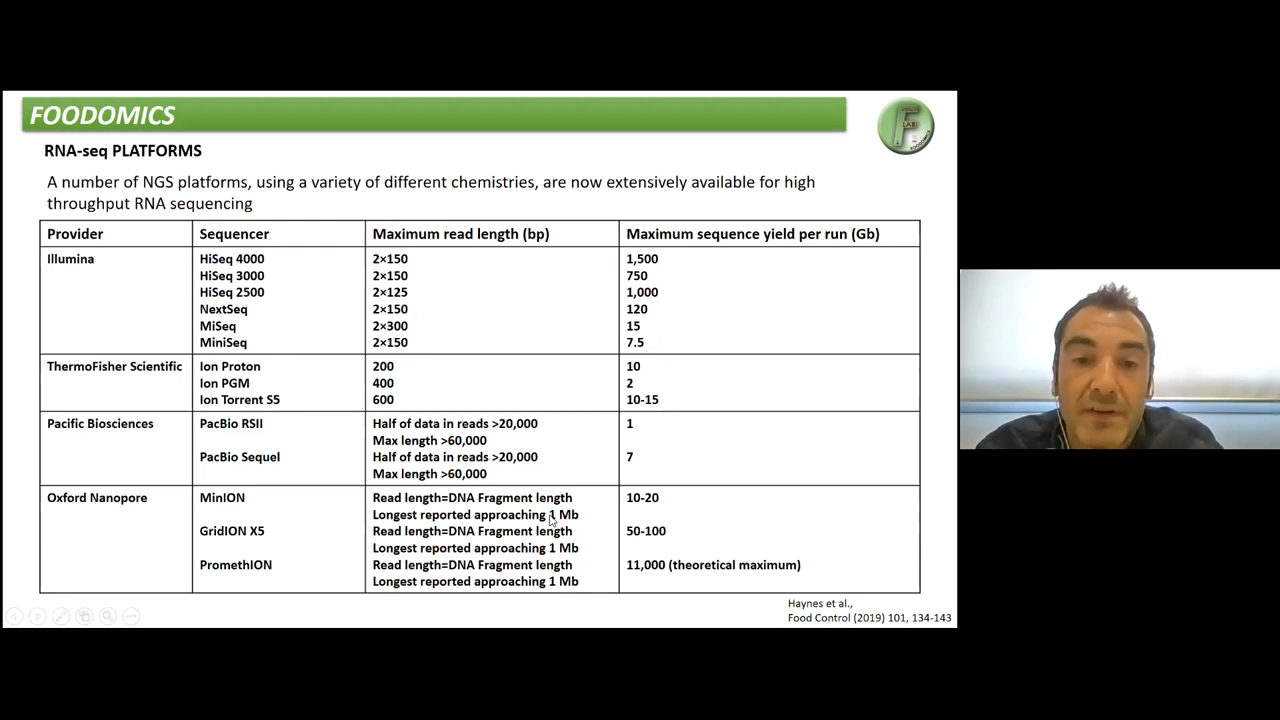 FOODOMICS
LAB
RNA-seq PLATFORMS
A number of NGS platforms, using a variety of different chemistries, are now extensively available for high
throughput RNA sequencing
Provider Sequencer Maximum read length (bp) Maximum sequence yield per run (Gb)
Illumina HiSeq 4000 2×150 1,500
HiSeq 3000 2×150 750
HiSeq 2500 2×125 1,000
NextSeq 2×150 120
MiSeq 2×300 15
MiniSeq 2×150 7.5
ThermoFisher Scientific Ion Proton 200 10
Ion PGM 400 2
Ion Torrent S5 600 10-15
Pacific Biosciences PacBio RSII Half of data in reads >20,000 1
Max length >60,000
PacBio Sequel Half of data in reads >20,000 7
Max length >60,000
Oxford Nanopore MinION Read length=DNA Fragment length 10-20
Longest reported approaching 1 Mb
GridION X5 Read length=DNA Fragment length 50-100
Longest reported approaching 1 Mb
PromethION Read length=DNA Fragment length 11,000 (theoretical maximum)
Longest reported approaching 1 Mb
Haynes et al.,
Food Control (2019) 101, 134-143